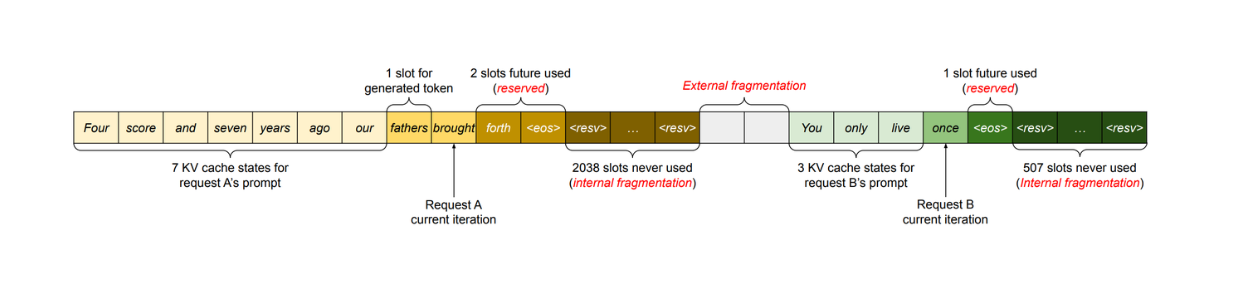 1 slot for
generated token
2 slots future used
(reserved)
External fragmentation
1 slot future used
(reserved)
Four score and seven years ago our fathers brought forth <eos> <resv> ... <resv> You only live once <eos> <resv> ... <resv>
7 KV cache states for
request A's prompt
2038 slots never used
(internal fragmentation)
3 KV cache states for
request B's prompt
507 slots never used
(Internal fragmentation)
Request A
current iteration
Request B
current iteration